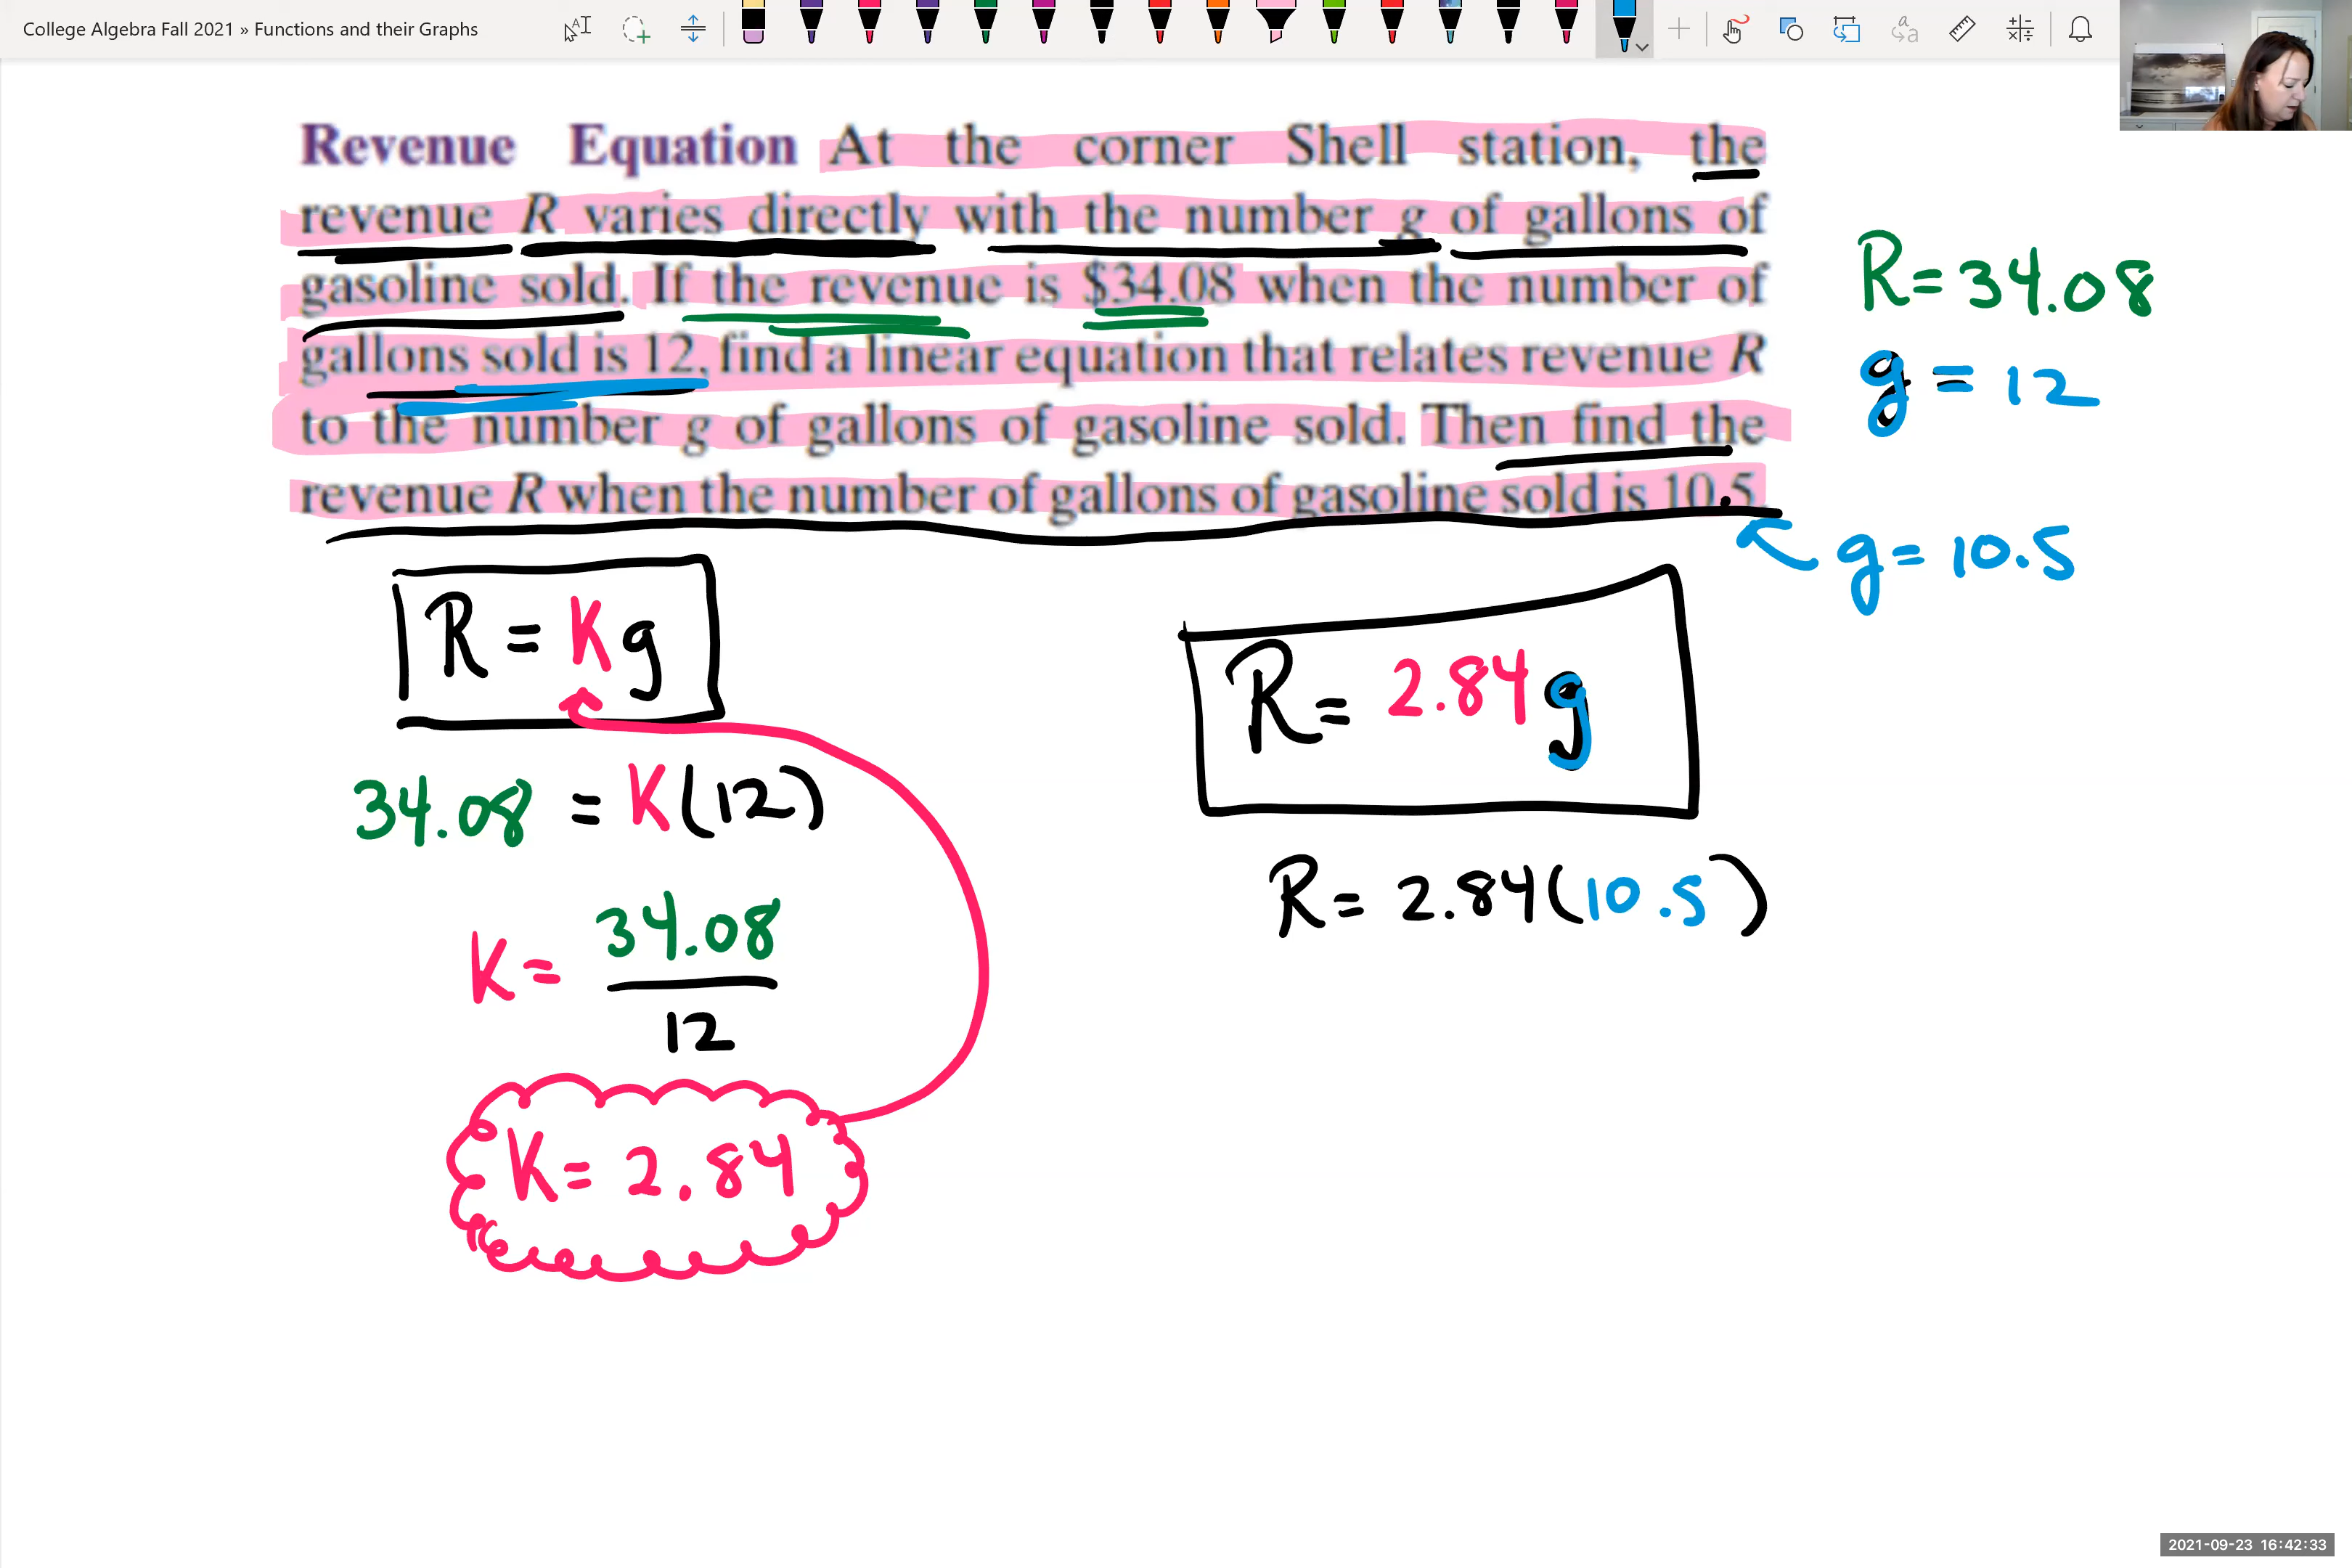 College Algebra Fall 2021 » Functions and their Graphs
Revenue Equation At the corner Shell station, the
revenue R varies directly with the number g of gallons of
gasoline sold. If the revenue is $34.08 when the number of
gallons sold is 12, find a linear equation that relates revenue R
to the number g of gallons of gasoline sold. Then find the
revenue R when the number of gallons of gasoline sold is 10.5.
R = 34.08
g = 12
g = 10.5
R = Kg
34.08 = K(12)
K = 34.08
12
K = 2.84
R = 2.84g
R = 2.84(10.5)
2021-09-23 16:42:33